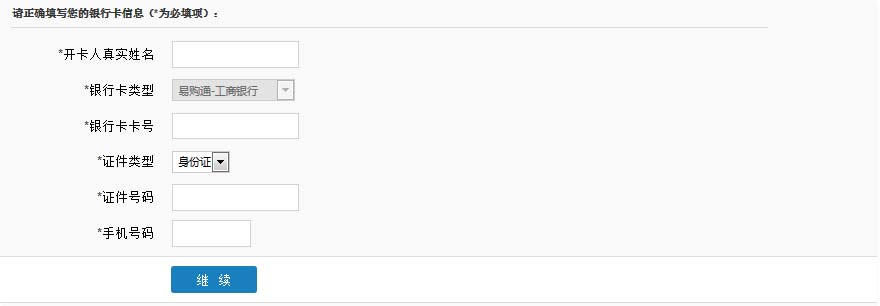 请正确填写您的银行卡信息（*为必填项）：
*开卡人真实姓名
*银行卡类型 易购通-工商银行
*银行卡卡号
*证件类型 身份证
*证件号码
*手机号码
继 续